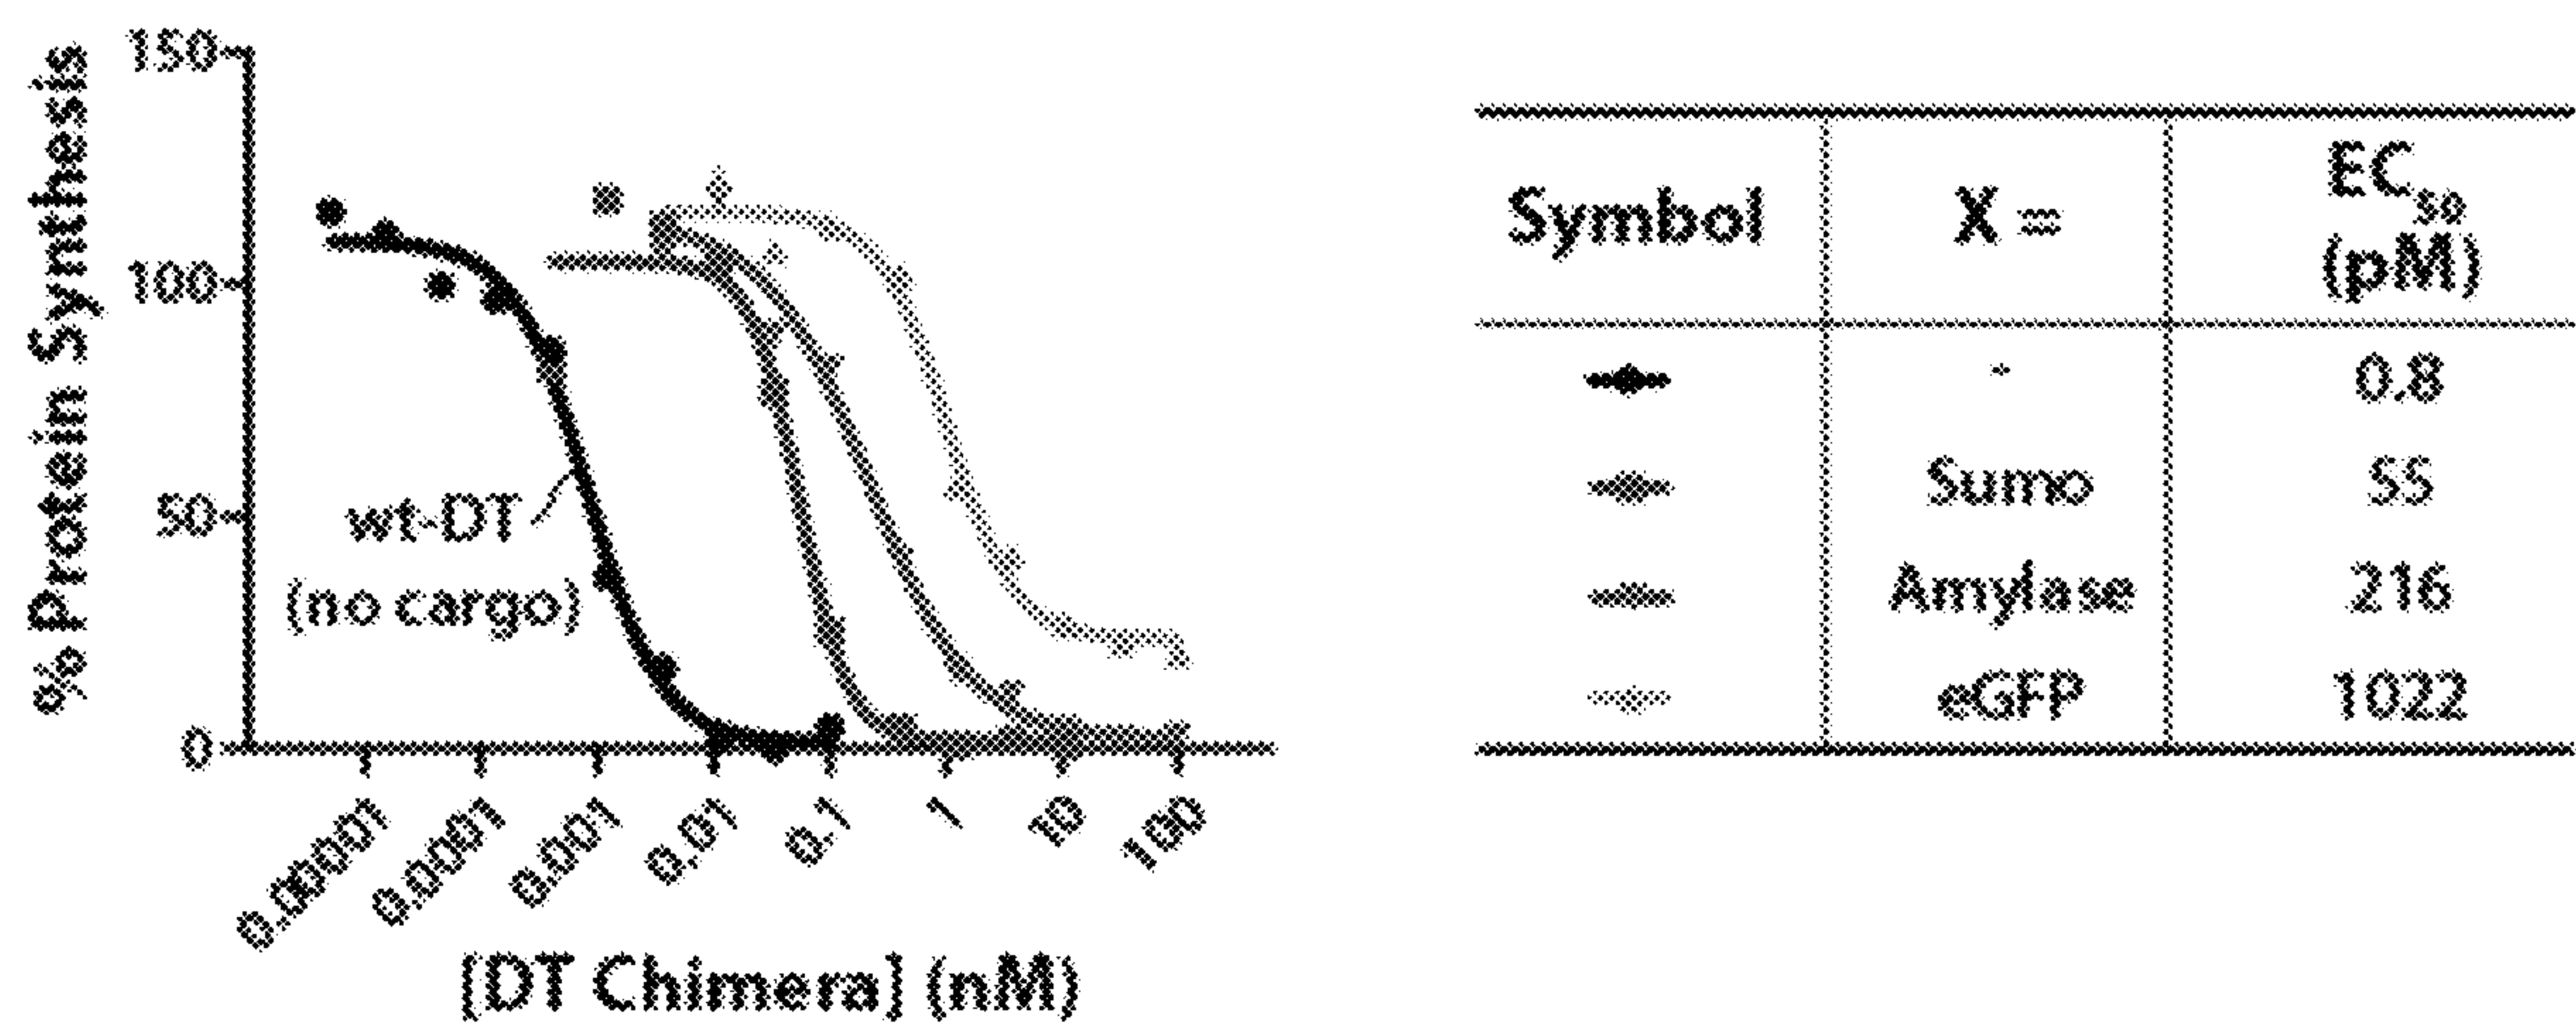 % Protein Synthesis
150
100
50
0
wt-DT
(no cargo)
0.00001
0.0001
0.001
0.01
0.1
1
10
100
[DT Chimera] (nM)
Symbol X = EC50 (pM)
- 0.8
Sumo 55
Amylase 216
eGFP 1022